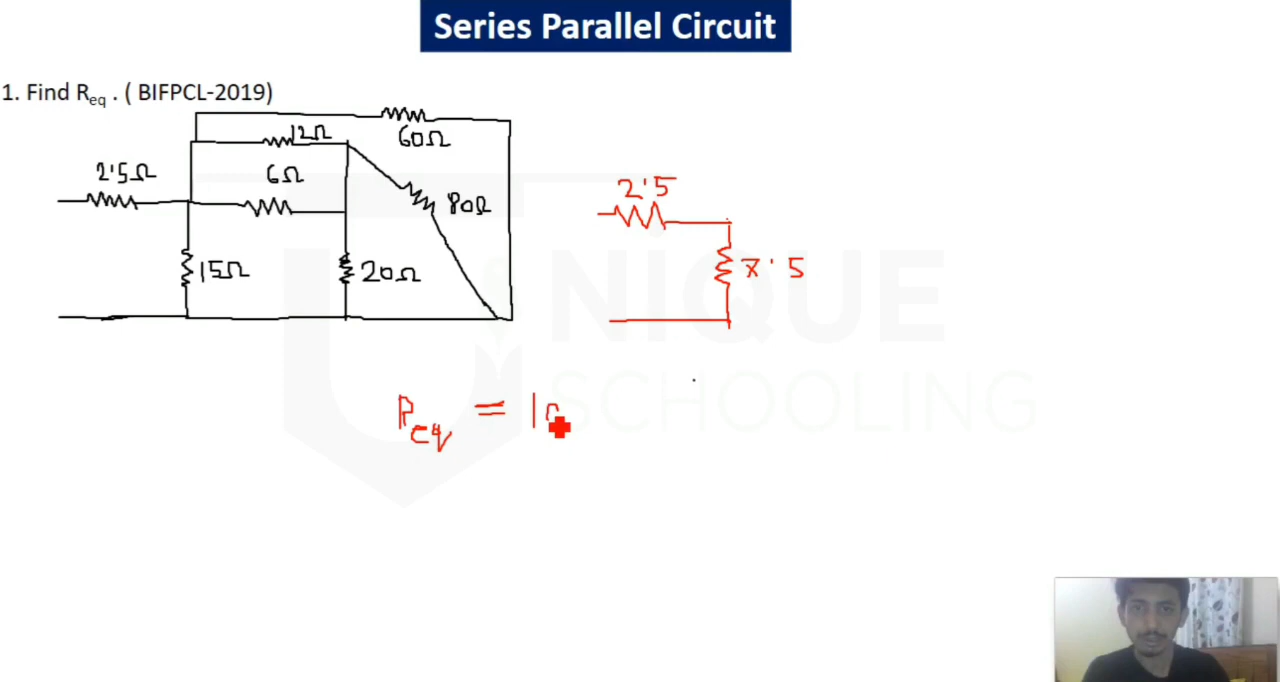 Series Parallel Circuit
1. Find Req . ( BIFPCL-2019)
12Ω
60Ω
2.5Ω
6Ω
80Ω
15Ω
20Ω
2.5
7.5
NIQUE
SCHOOLING
Req = 10